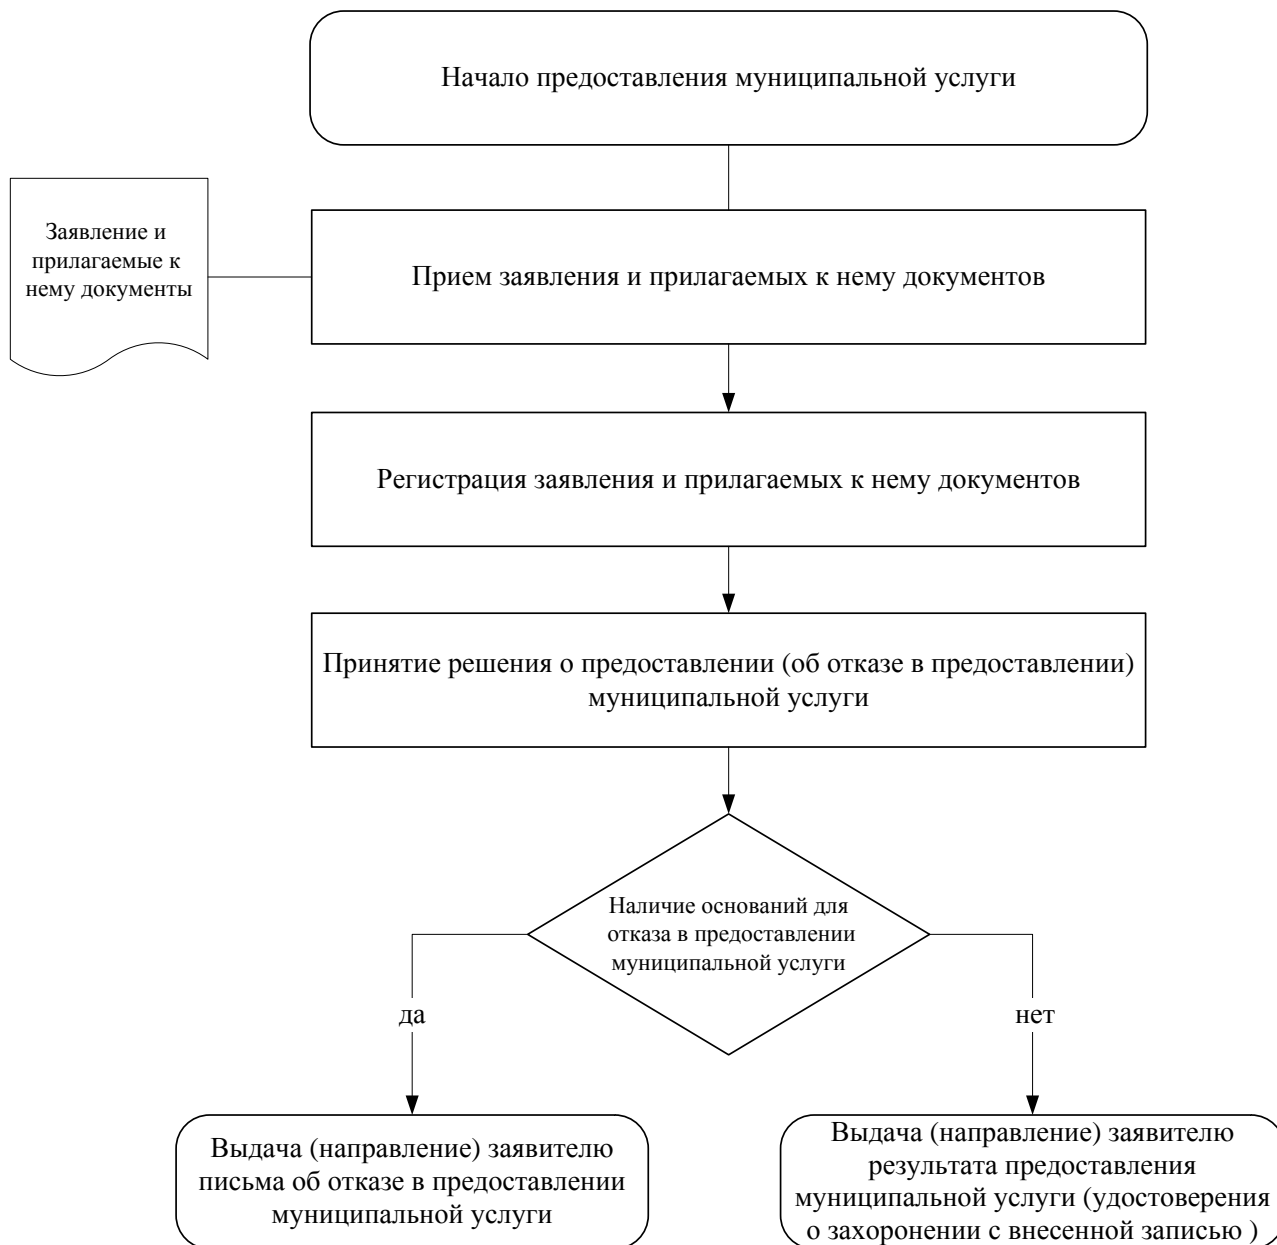 Начало предоставления муниципальной услуги
Заявление и
прилагаемые к
нему документы
Прием заявления и прилагаемых к нему документов
Регистрация заявления и прилагаемых к нему документов
Принятие решения о предоставлении (об отказе в предоставлении)
муниципальной услуги
Наличие оснований для
отказа в предоставлении
муниципальной услуги
да
нет
Выдача (направление) заявителю
письма об отказе в предоставлении
муниципальной услуги
Выдача (направление) заявителю
результата предоставления
муниципальной услуги (удостоверения
о захоронении с внесенной записью )